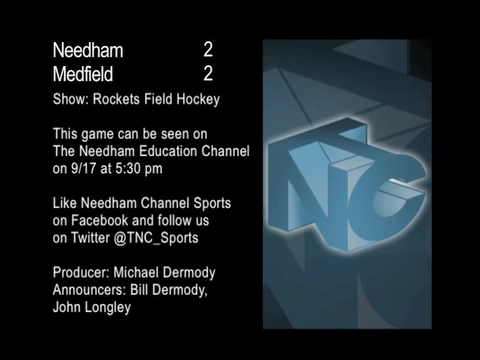 Needham 2
Medfield 2
Show: Rockets Field Hockey
This game can be seen on
The Needham Education Channel
on 9/17 at 5:30 pm
Like Needham Channel Sports
on Facebook and follow us
on Twitter @TNC_Sports
Producer: Michael Dermody
Announcers: Bill Dermody,
John Longley
TNC